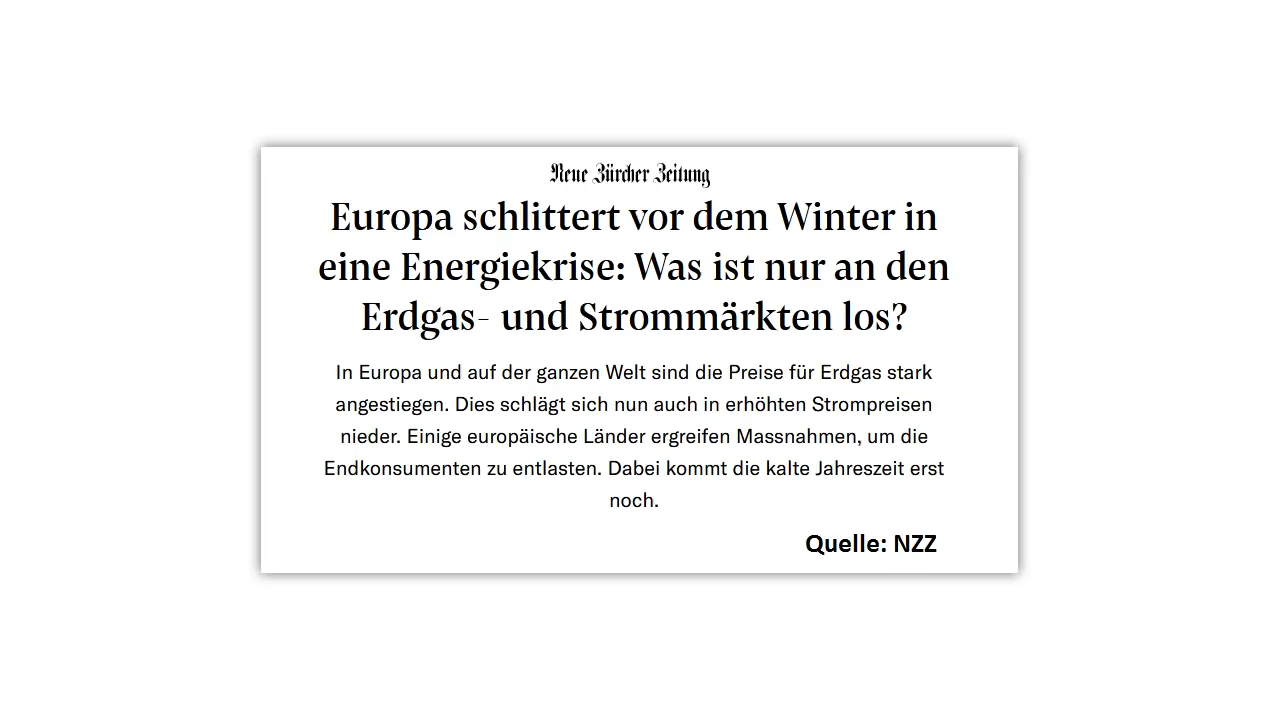 Neue Zürcher Zeitung
Europa schlittert vor dem Winter in
eine Energiekrise: Was ist nur an den
Erdgas- und Strommärkten los?
In Europa und auf der ganzen Welt sind die Preise für Erdgas stark
angestiegen. Dies schlägt sich nun auch in erhöhten Strompreisen
nieder. Einige europäische Länder ergreifen Massnahmen, um die
Endkonsumenten zu entlasten. Dabei kommt die kalte Jahreszeit erst
noch.
Quelle: NZZ